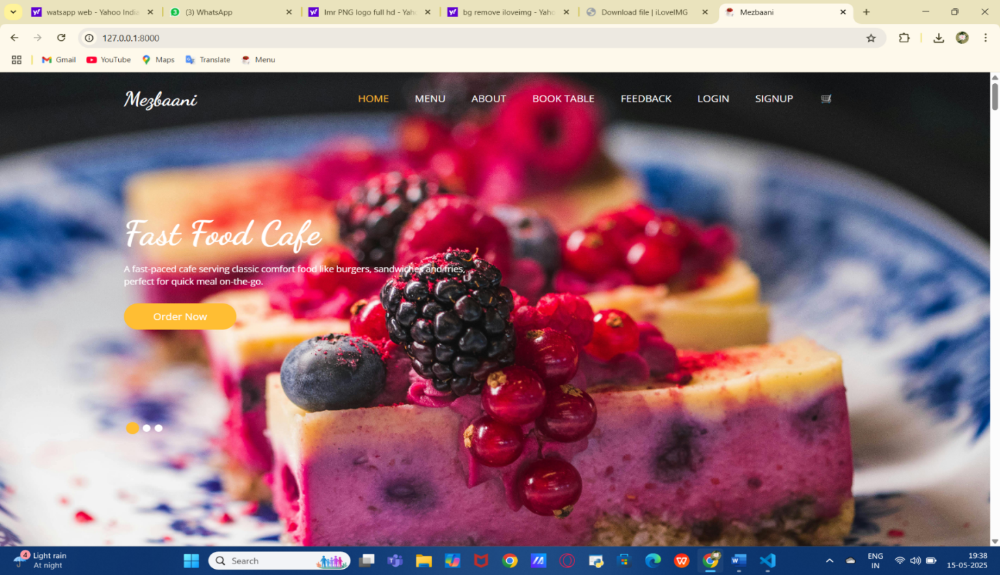 watsapp web - Yahoo India
(3) WhatsApp
lmr PNG logo full hd - Yah
bg remove iloveimg - Yaho
Download file | iLoveIMG
Mezbaani
127.0.0.1:8000
Gmail
YouTube
Maps
Translate
Menu
Mezbaani
HOME
MENU
ABOUT
BOOK TABLE
FEEDBACK
LOGIN
SIGNUP
Fast Food Cafe
A fast-paced cafe serving classic comfort food like burgers, sandwiches and fries,
perfect for quick meal on-the-go.
Order Now
4
Light rain
At night
Search
ENG
IN
19:38
15-05-2025